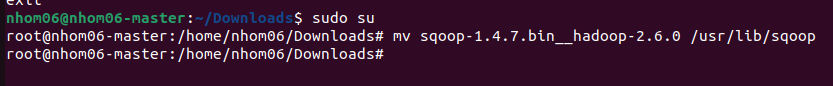 exit
nhom06@nhom06-master:~/Downloads$ sudo su
root@nhom06-master:/home/nhom06/Downloads# mv sqoop-1.4.7.bin__hadoop-2.6.0 /usr/lib/sqoop
root@nhom06-master:/home/nhom06/Downloads#